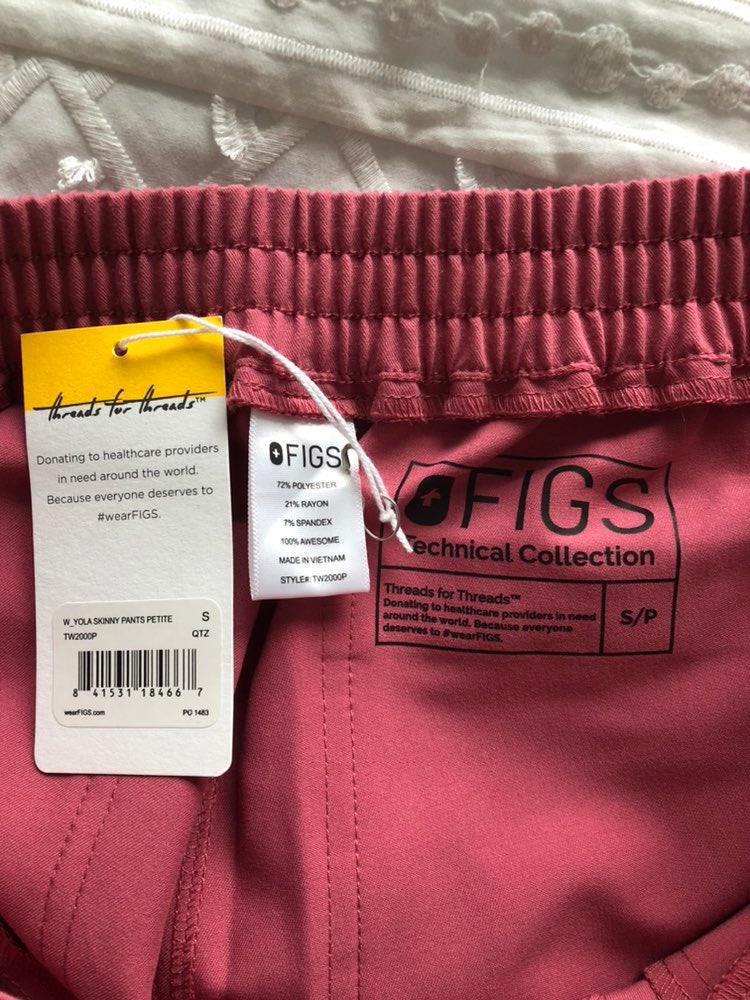 threads for threads™
Donating to healthcare providers
in need around the world.
Because everyone deserves to
#wearFIGS.
W_YOLA SKINNY PANTS PETITE S
TW2000P QTZ
8 41531 18466 7
wearFIGS.com PO 1483
FIGS
72% POLYESTER
21% RAYON
7% SPANDEX
100% AWESOME
MADE IN VIETNAM
STYLE#: TW2000P
FIGS
Technical Collection
Threads for Threads™
Donating to healthcare providers in need
around the world. Because everyone
deserves to #wearFIGS.
S/P